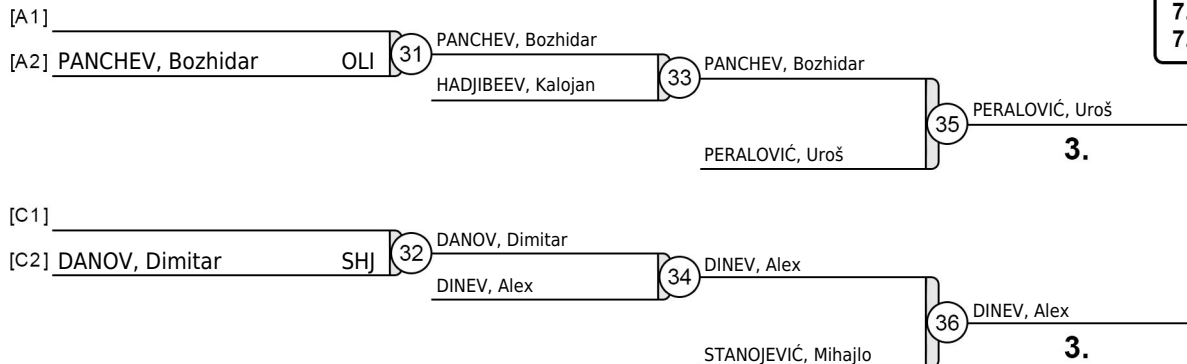 [A1]
[A2] PANCHEV, Bozhidar OLI
31
PANCHEV, Bozhidar
HADJIBEEV, Kalojan
33
PANCHEV, Bozhidar
PERALOVIĆ, Uroš
35
PERALOVIĆ, Uroš
3.
7.
7.
[C1]
[C2] DANOV, Dimitar SHJ
32
DANOV, Dimitar
DINEV, Alex
34
DINEV, Alex
STANOJEVIĆ, Mihajlo
36
DINEV, Alex
3.